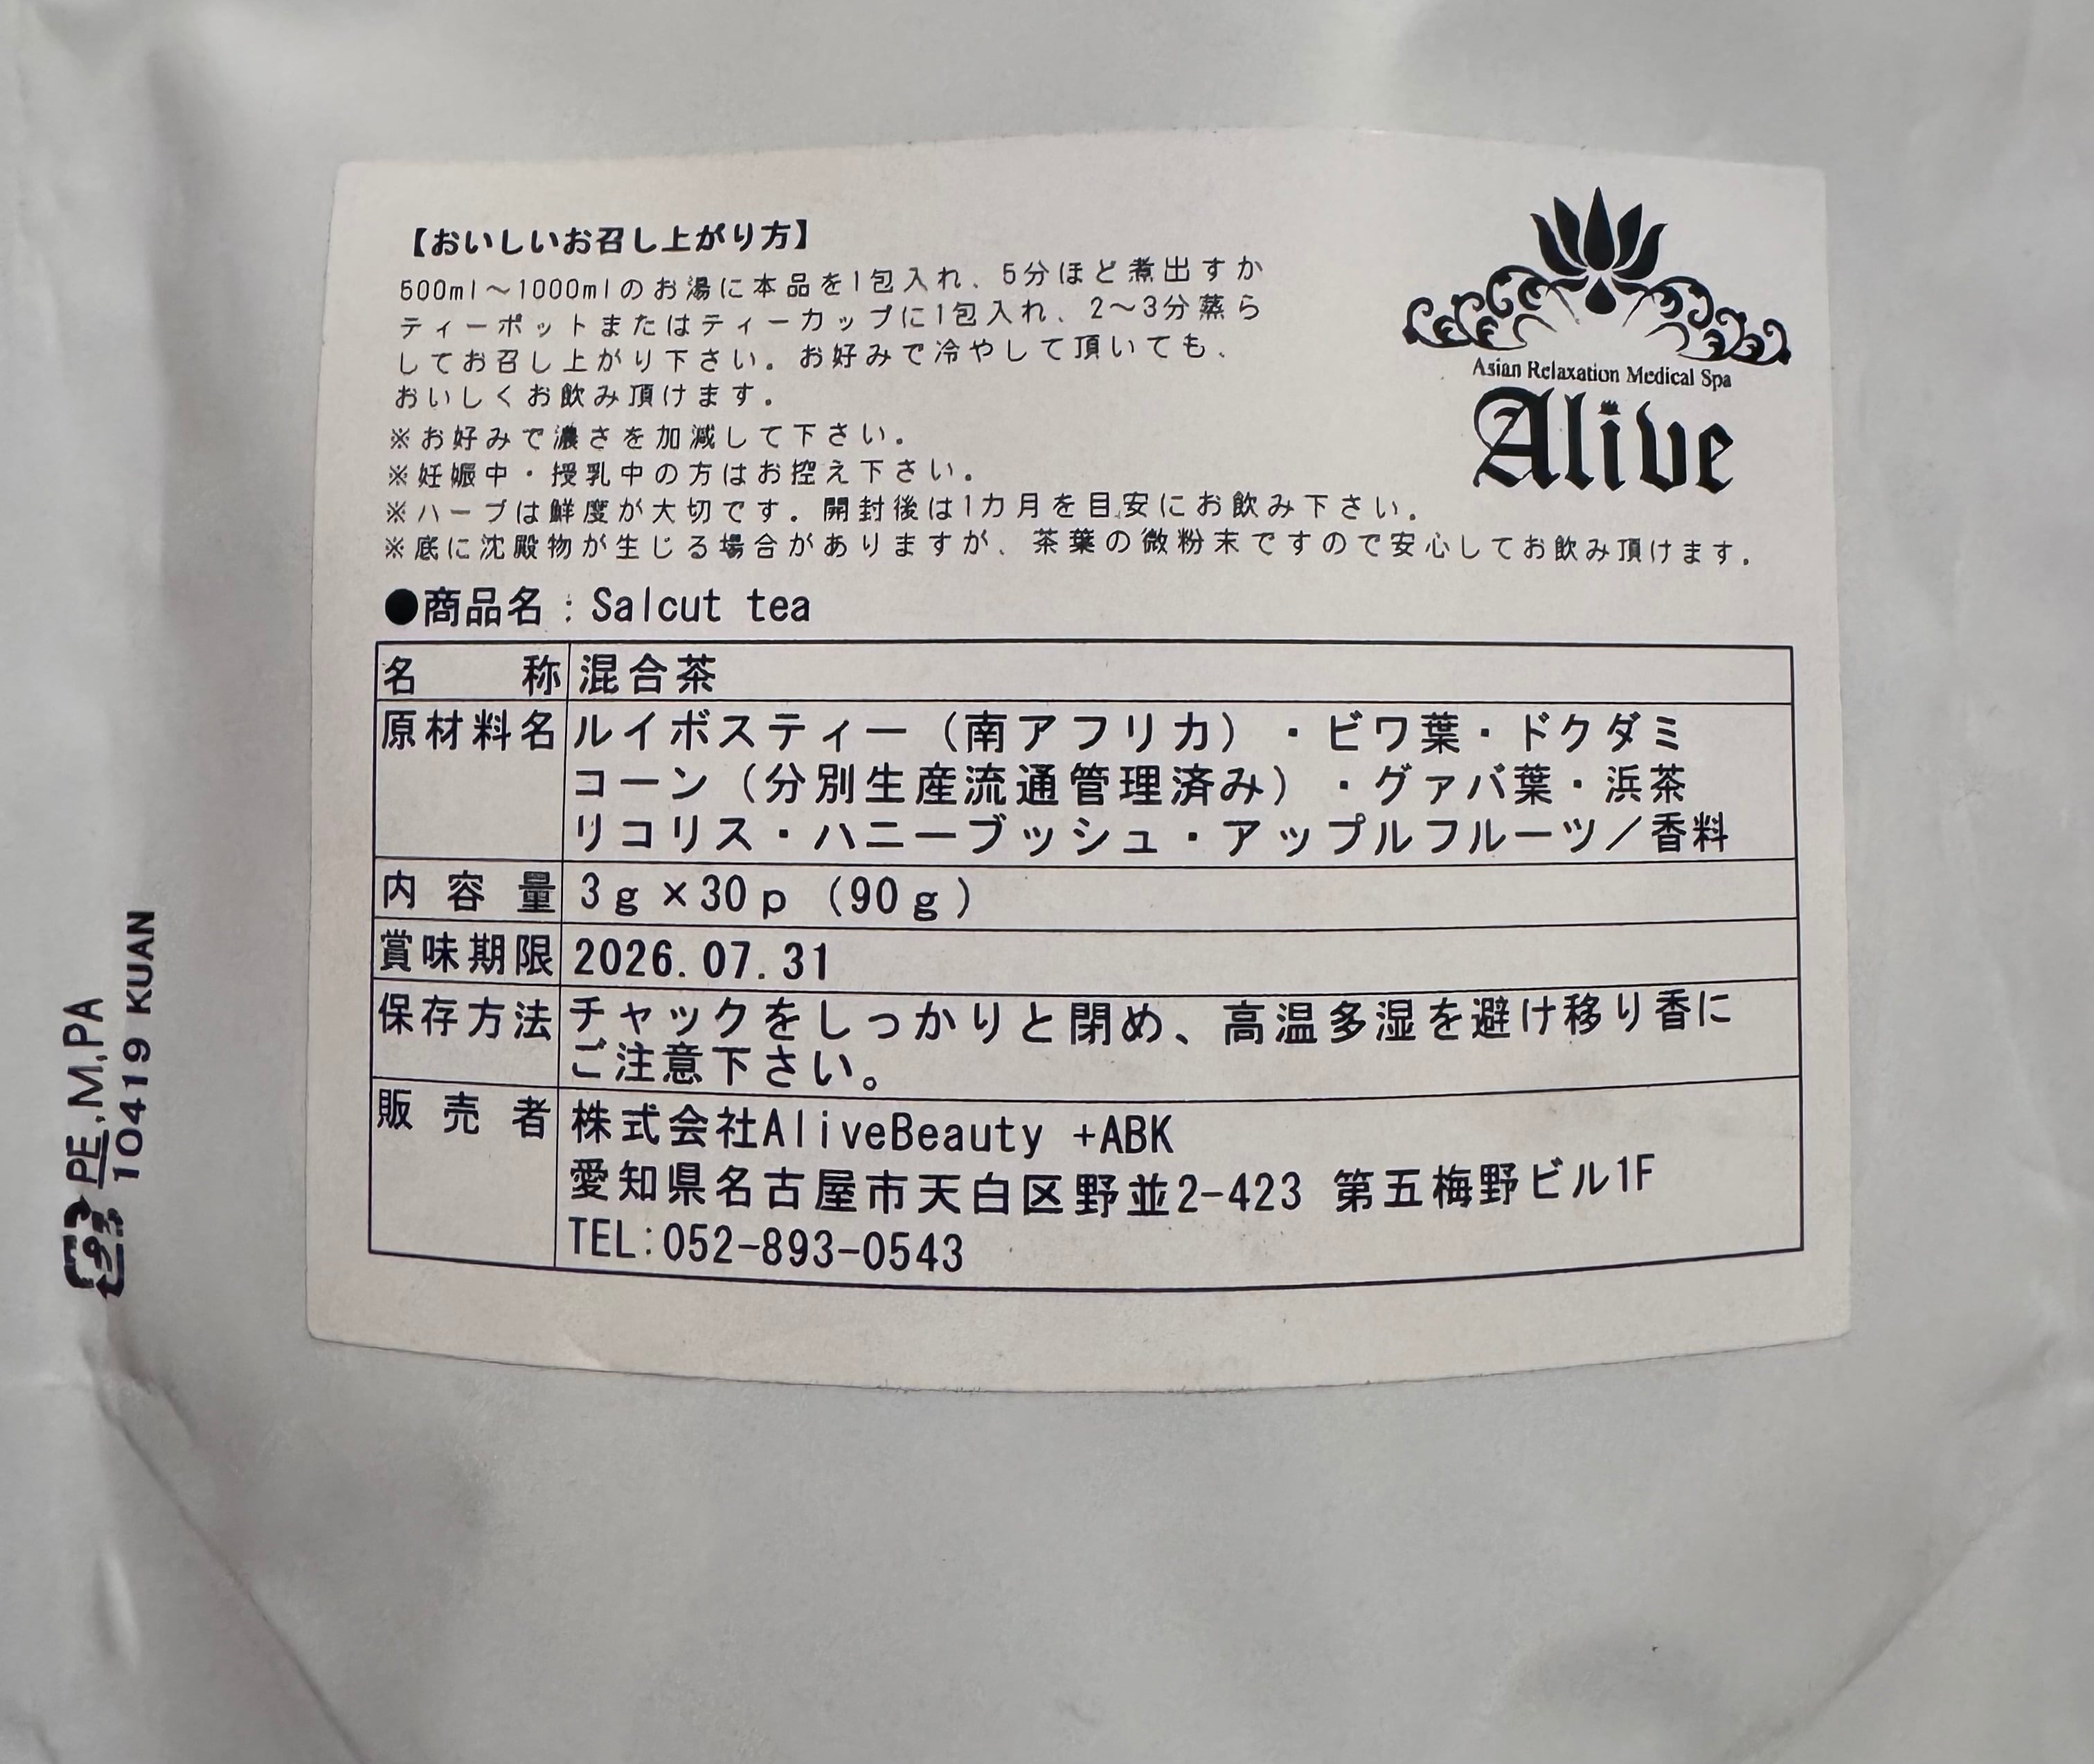 【おいしいお召し上がり方】
500ml～1000mlのお湯に本品を1包入れ、5分ほど煮出すか
ティーポットまたはティーカップに1包入れ、2～3分蒸ら
してお召し上がり下さい。お好みで冷やして頂いても、
おいしくお飲み頂けます。
※お好みで濃さを加減して下さい。
※妊娠中・授乳中の方はお控え下さい。
※ハーブは鮮度が大切です。開封後は1カ月を目安にお飲み下さい。
※底に沈殿物が生じる場合がありますが、茶葉の微粉末ですので安心してお飲み頂けます。
Asian Relaxation Medical Spa
Alive
●商品名：Salcut tea
名称 混合茶
原材料名 ルイボスティー（南アフリカ）・ビワ葉・ドクダミ
コーン（分別生産流通管理済み）・グァバ葉・浜茶
リコリス・ハニーブッシュ・アップルフルーツ／香料
内容量 3g×30p（90g）
賞味期限 2026.07.31
保存方法 チャックをしっかりと閉め、高温多湿を避け移り香に
ご注意下さい。
販売者 株式会社AliveBeauty +ABK
愛知県名古屋市天白区野並2-423 第五梅野ビル1F
TEL:052-893-0543
プラ PE,M,PA
10419 KUAN